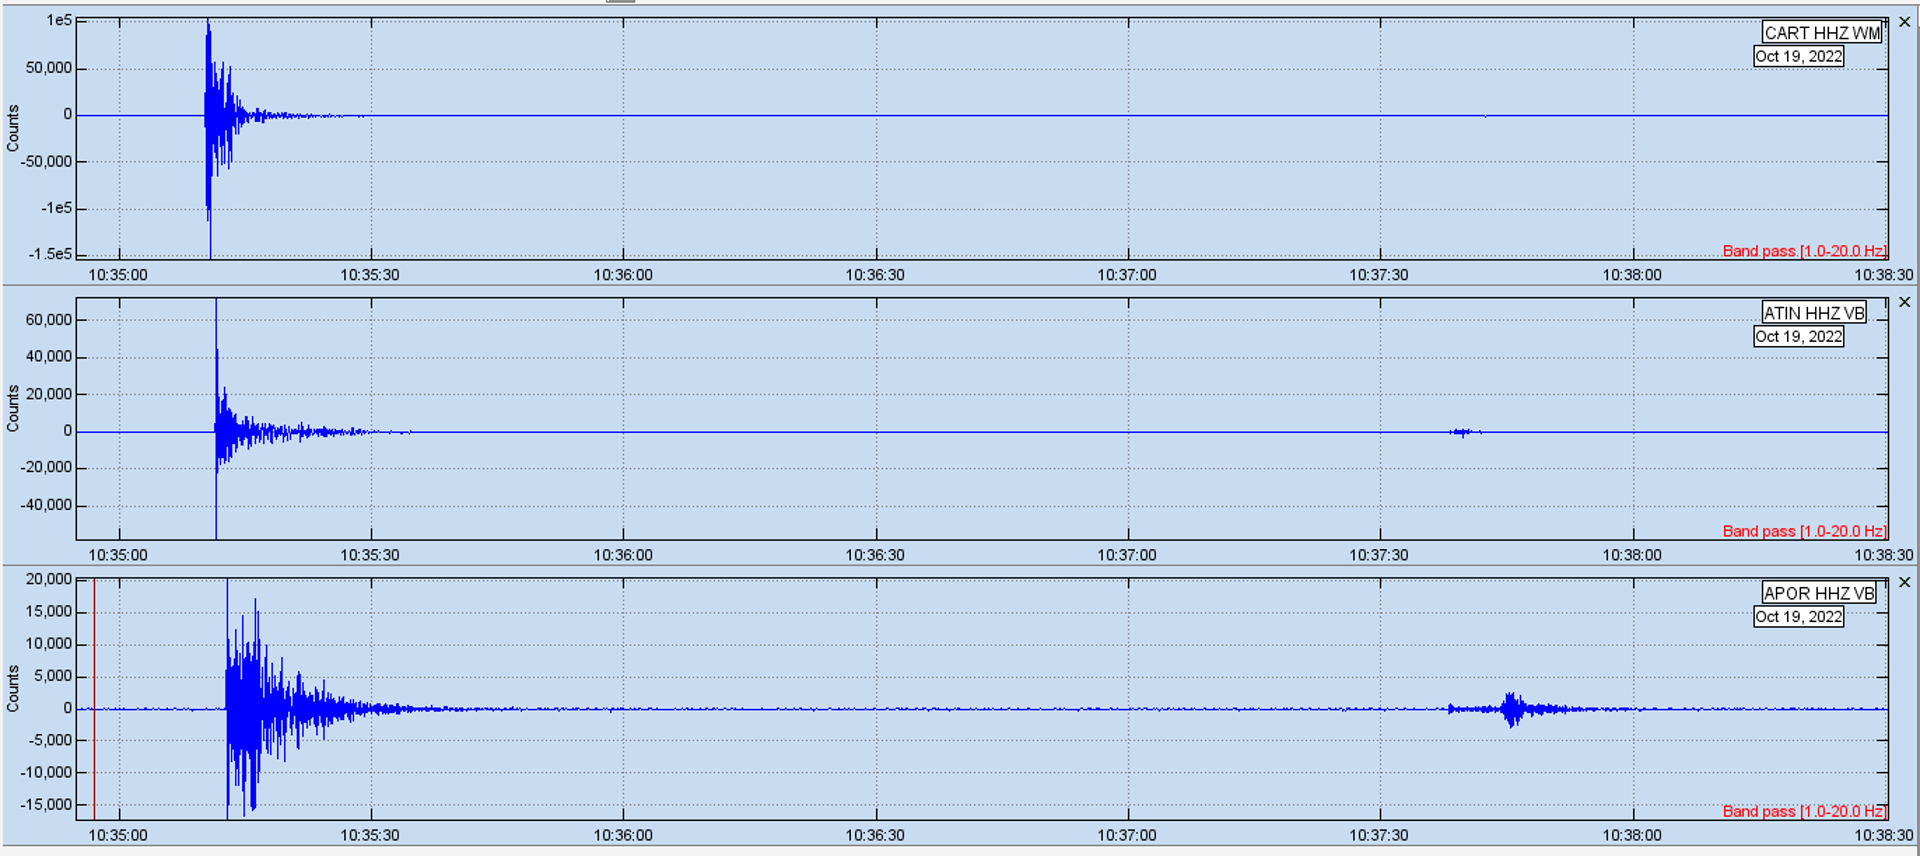 1e5
50,000
0
-50,000
-1e5
-1.5e5
Counts
CART HHZ WM
Oct 19, 2022
Band pass [1.0-20.0 Hz]
10:35:00 10:35:30 10:36:00 10:36:30 10:37:00 10:37:30 10:38:00 10:38:30
60,000
40,000
20,000
0
-20,000
-40,000
Counts
ATIN HHZ VB
Oct 19, 2022
Band pass [1.0-20.0 Hz]
10:35:00 10:35:30 10:36:00 10:36:30 10:37:00 10:37:30 10:38:00 10:38:30
20,000
15,000
10,000
5,000
0
-5,000
-10,000
-15,000
Counts
APOR HHZ VB
Oct 19, 2022
Band pass [1.0-20.0 Hz]
10:35:00 10:35:30 10:36:00 10:36:30 10:37:00 10:37:30 10:38:00 10:38:30